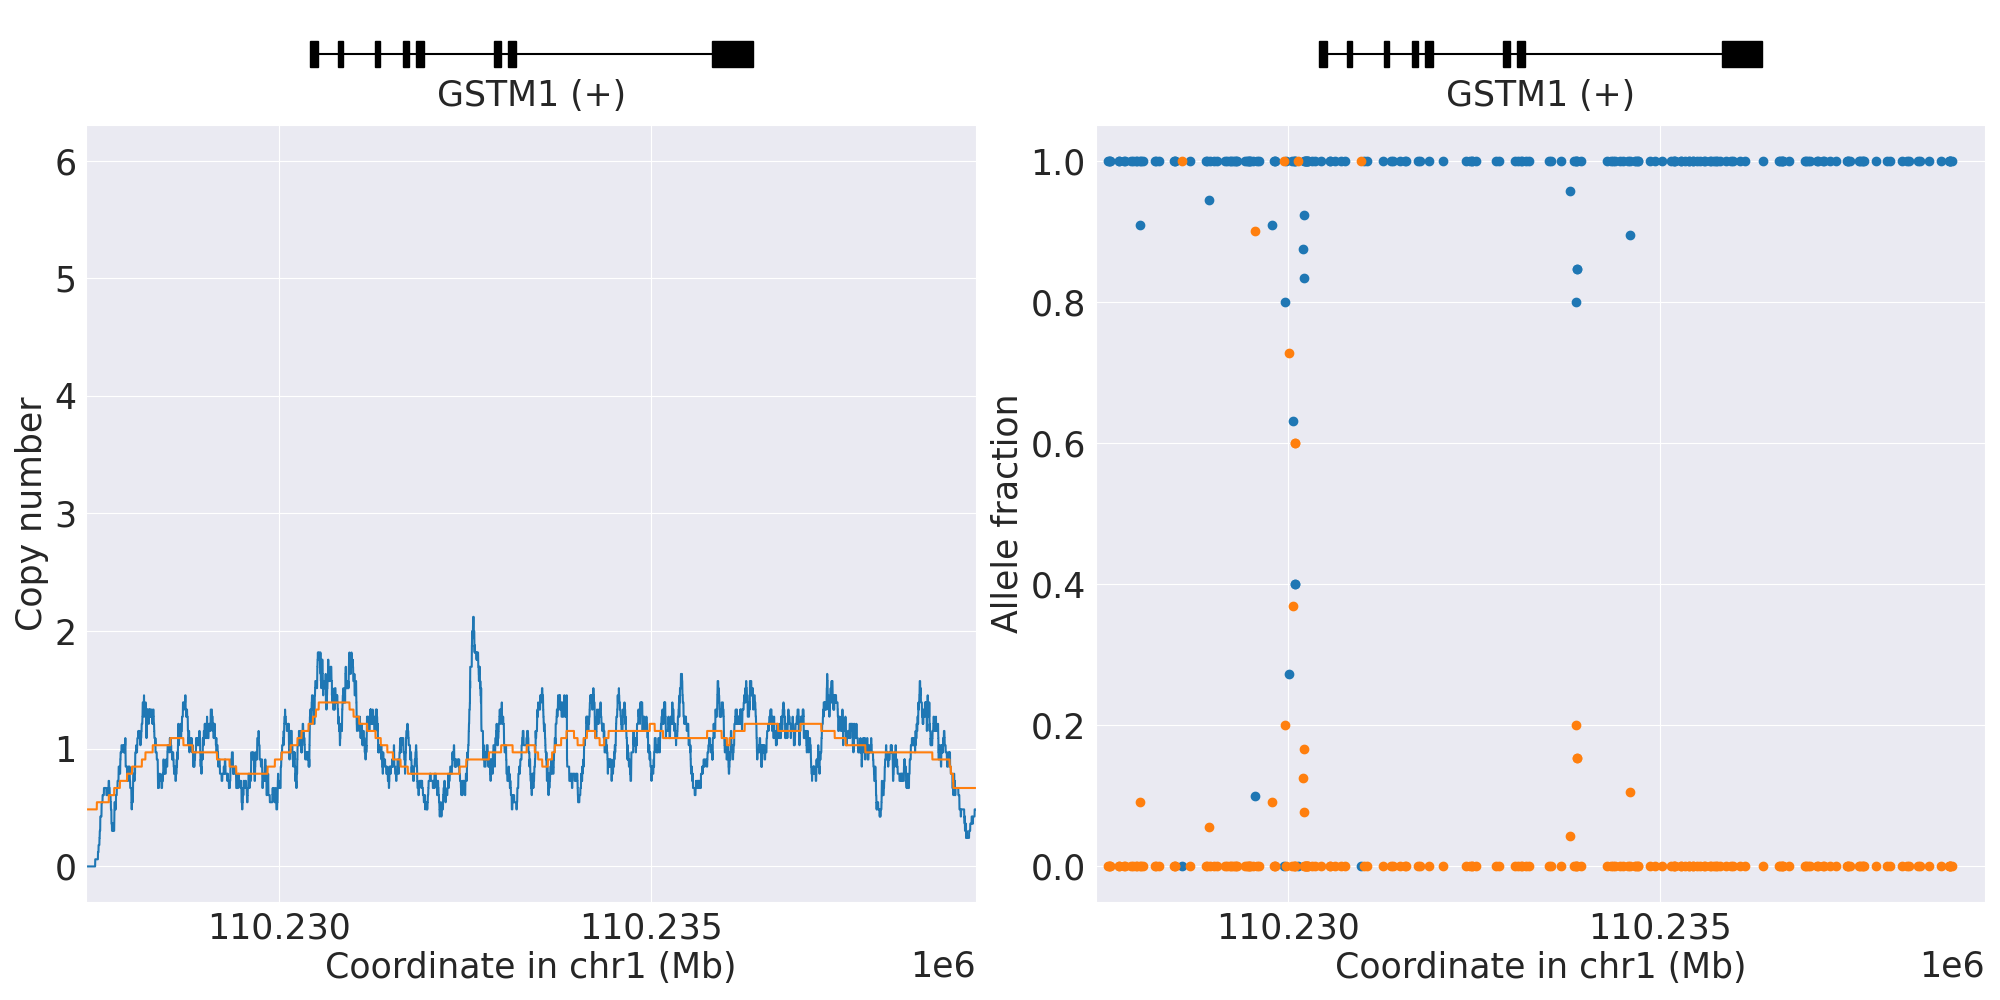 GSTM1 (+)
6
5
4
3
2
1
0
Copy number
110.230
110.235
Coordinate in chr1 (Mb)
1e6
GSTM1 (+)
1.0
0.8
0.6
0.4
0.2
0.0
Allele fraction
110.230
110.235
Coordinate in chr1 (Mb)
1e6